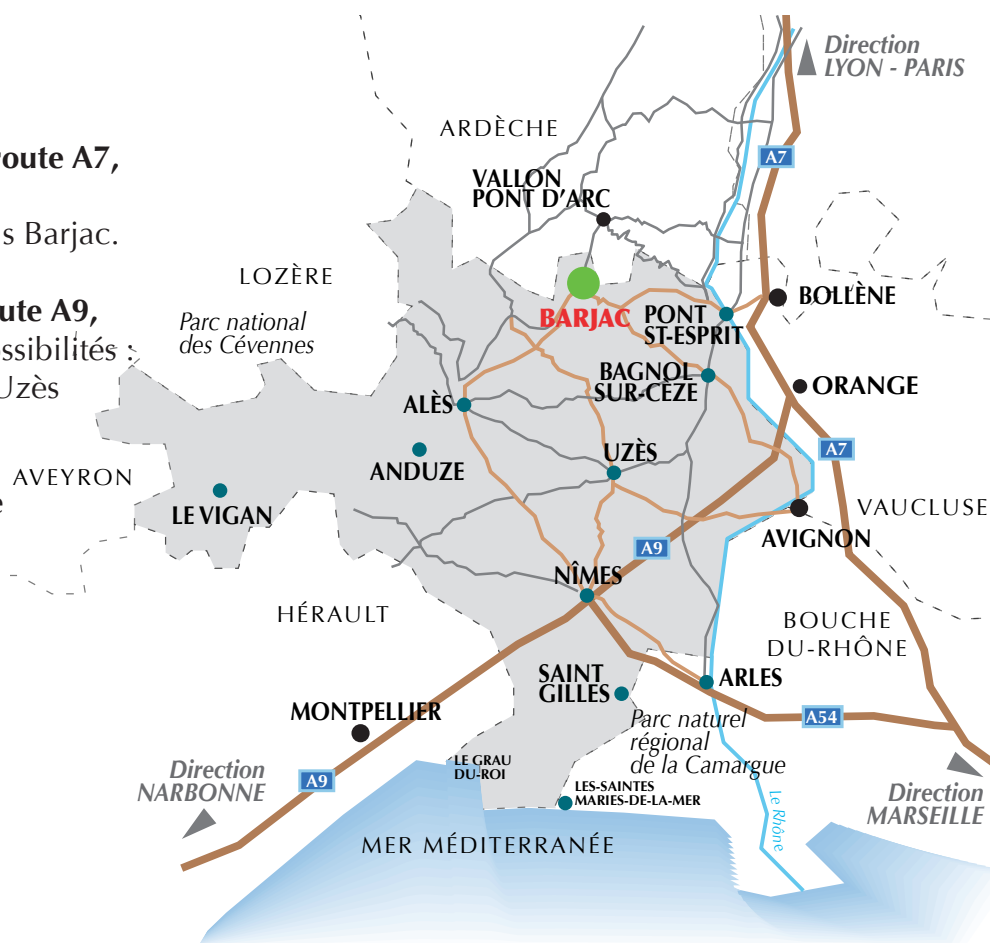 oute A7,
s Barjac.
ute A9,
ssibilités :
Uzès
e
Direction
LYON - PARIS
ARDÈCHE
A7
VALLON
PONT D'ARC
LOZÈRE
BARJAC
PONT
ST-ESPRIT
BOLLÈNE
Parc national
des Cévennes
BAGNOL
SUR-CÈZE
ORANGE
ALÈS
ANDUZE
UZÈS
A7
AVEYRON
LE VIGAN
VAUCLUSE
AVIGNON
A9
NÎMES
HÉRAULT
BOUCHE
DU-RHÔNE
SAINT
GILLES
ARLES
MONTPELLIER
Parc naturel
régional
de la Camargue
A54
LE GRAU
DU-ROI
Direction
NARBONNE
A9
LES-SAINTES
MARIES-DE-LA-MER
Le Rhône
Direction
MARSEILLE
MER MÉDITERRANÉE